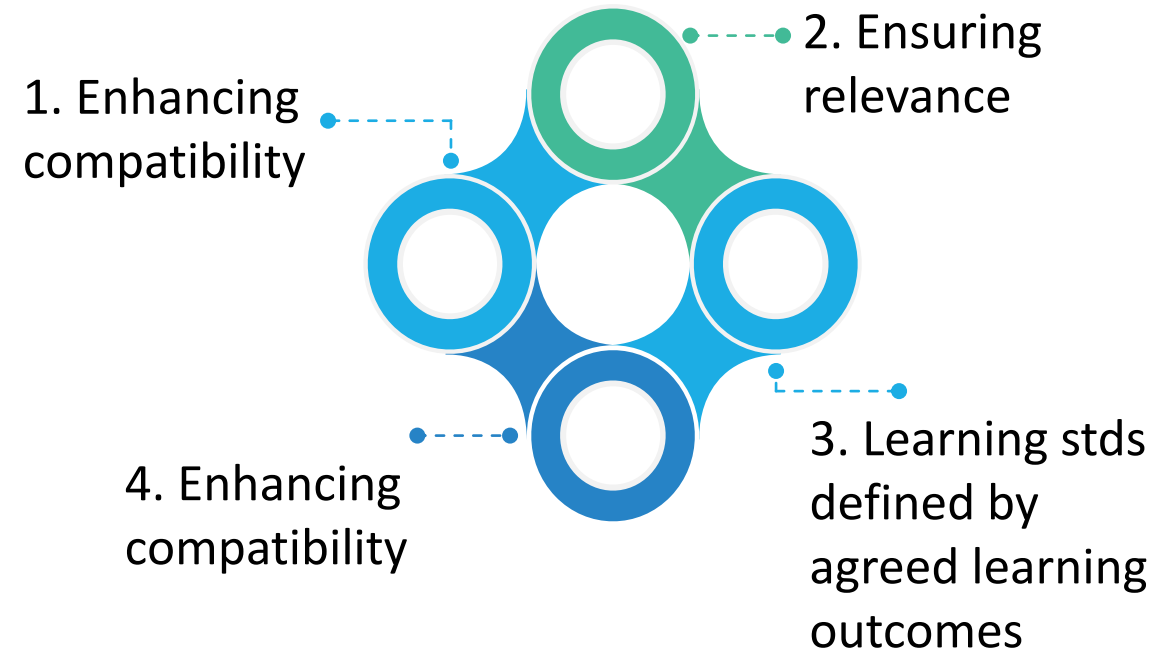 1. Enhancing
compatibility
2. Ensuring
relevance
3. Learning stds
defined by
agreed learning
outcomes
4. Enhancing
compatibility